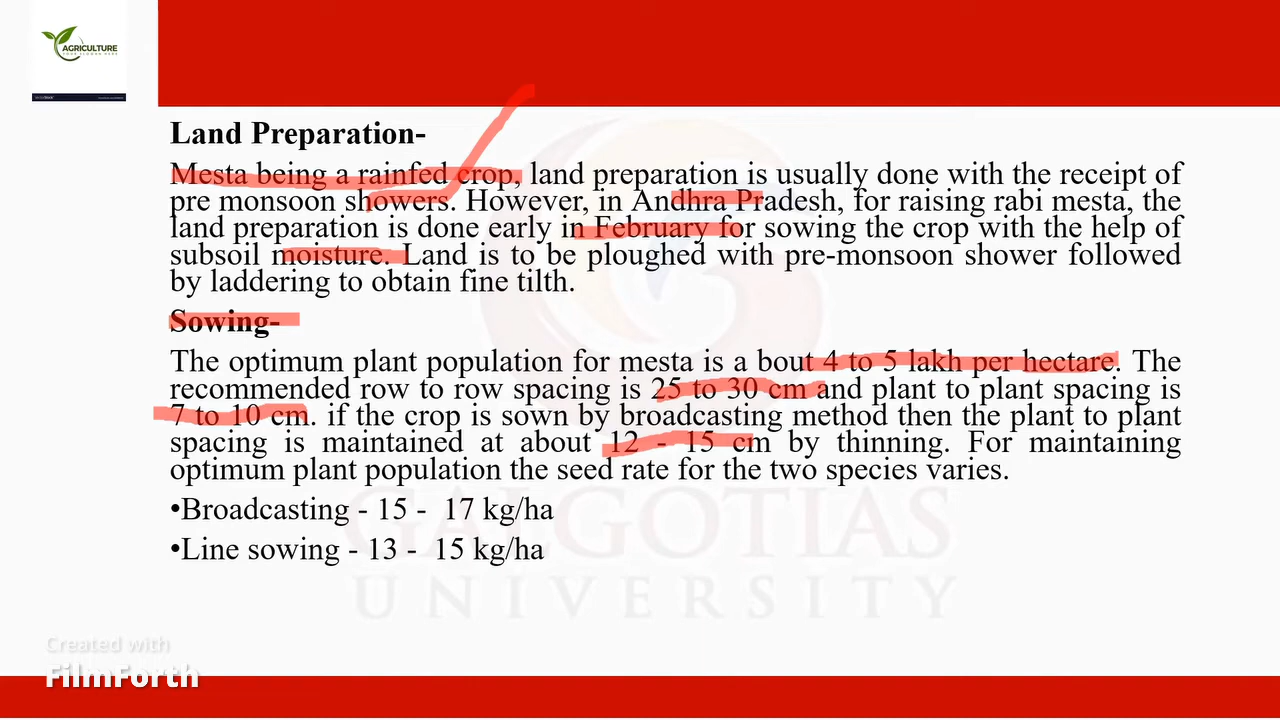 AGRICULTURE
Land Preparation-
Mesta being a rainfed crop, land preparation is usually done with the receipt of
pre monsoon showers. However, in Andhra Pradesh, for raising rabi mesta, the
land preparation is done early in February for sowing the crop with the help of
subsoil moisture. Land is to be ploughed with pre-monsoon shower followed
by laddering to obtain fine tilth.
Sowing-
The optimum plant population for mesta is a bout 4 to 5 lakh per hectare. The
recommended row to row spacing is 25 to 30 cm and plant to plant spacing is
7 to 10 cm. if the crop is sown by broadcasting method then the plant to plant
spacing is maintained at about 12 - 15 cm by thinning. For maintaining
optimum plant population the seed rate for the two species varies.
•Broadcasting - 15 - 17 kg/ha
•Line sowing - 13 - 15 kg/ha
GALGOTIAS
UNIVERSITY
Created with
FilmForth